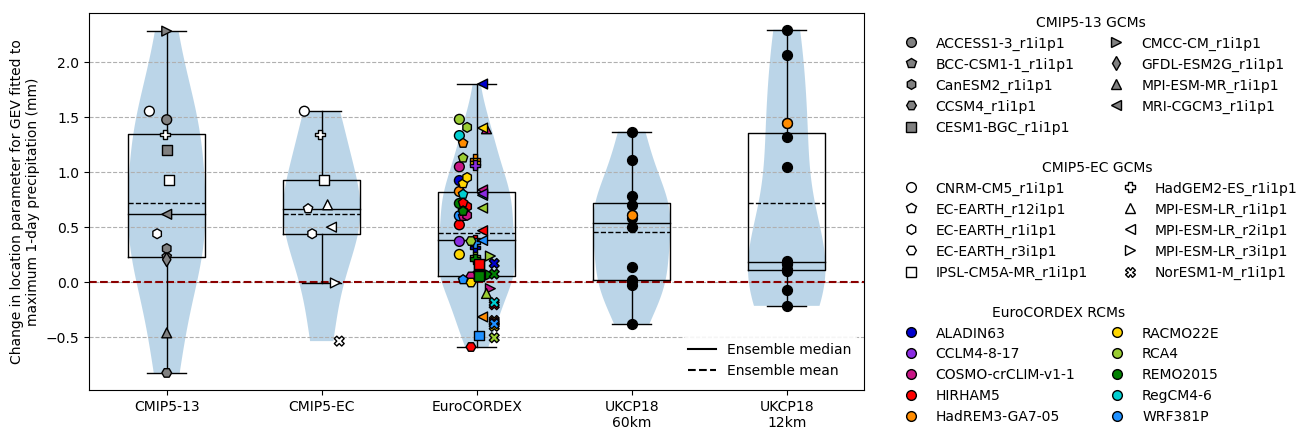 Change in location parameter for GEV fitted to
maximum 1-day precipitation (mm)
2.0
1.5
1.0
0.5
0.0
−0.5
CMIP5-13
CMIP5-EC
EuroCORDEX
UKCP18
60km
UKCP18
12km
Ensemble median
Ensemble mean
CMIP5-13 GCMs
ACCESS1-3_r1i1p1
BCC-CSM1-1_r1i1p1
CanESM2_r1i1p1
CCSM4_r1i1p1
CESM1-BGC_r1i1p1
CMCC-CM_r1i1p1
GFDL-ESM2G_r1i1p1
MPI-ESM-MR_r1i1p1
MRI-CGCM3_r1i1p1
CMIP5-EC GCMs
CNRM-CM5_r1i1p1
EC-EARTH_r12i1p1
EC-EARTH_r1i1p1
EC-EARTH_r3i1p1
IPSL-CM5A-MR_r1i1p1
HadGEM2-ES_r1i1p1
MPI-ESM-LR_r1i1p1
MPI-ESM-LR_r2i1p1
MPI-ESM-LR_r3i1p1
NorESM1-M_r1i1p1
EuroCORDEX RCMs
ALADIN63
CCLM4-8-17
COSMO-crCLIM-v1-1
HIRHAM5
HadREM3-GA7-05
RACMO22E
RCA4
REMO2015
RegCM4-6
WRF381P